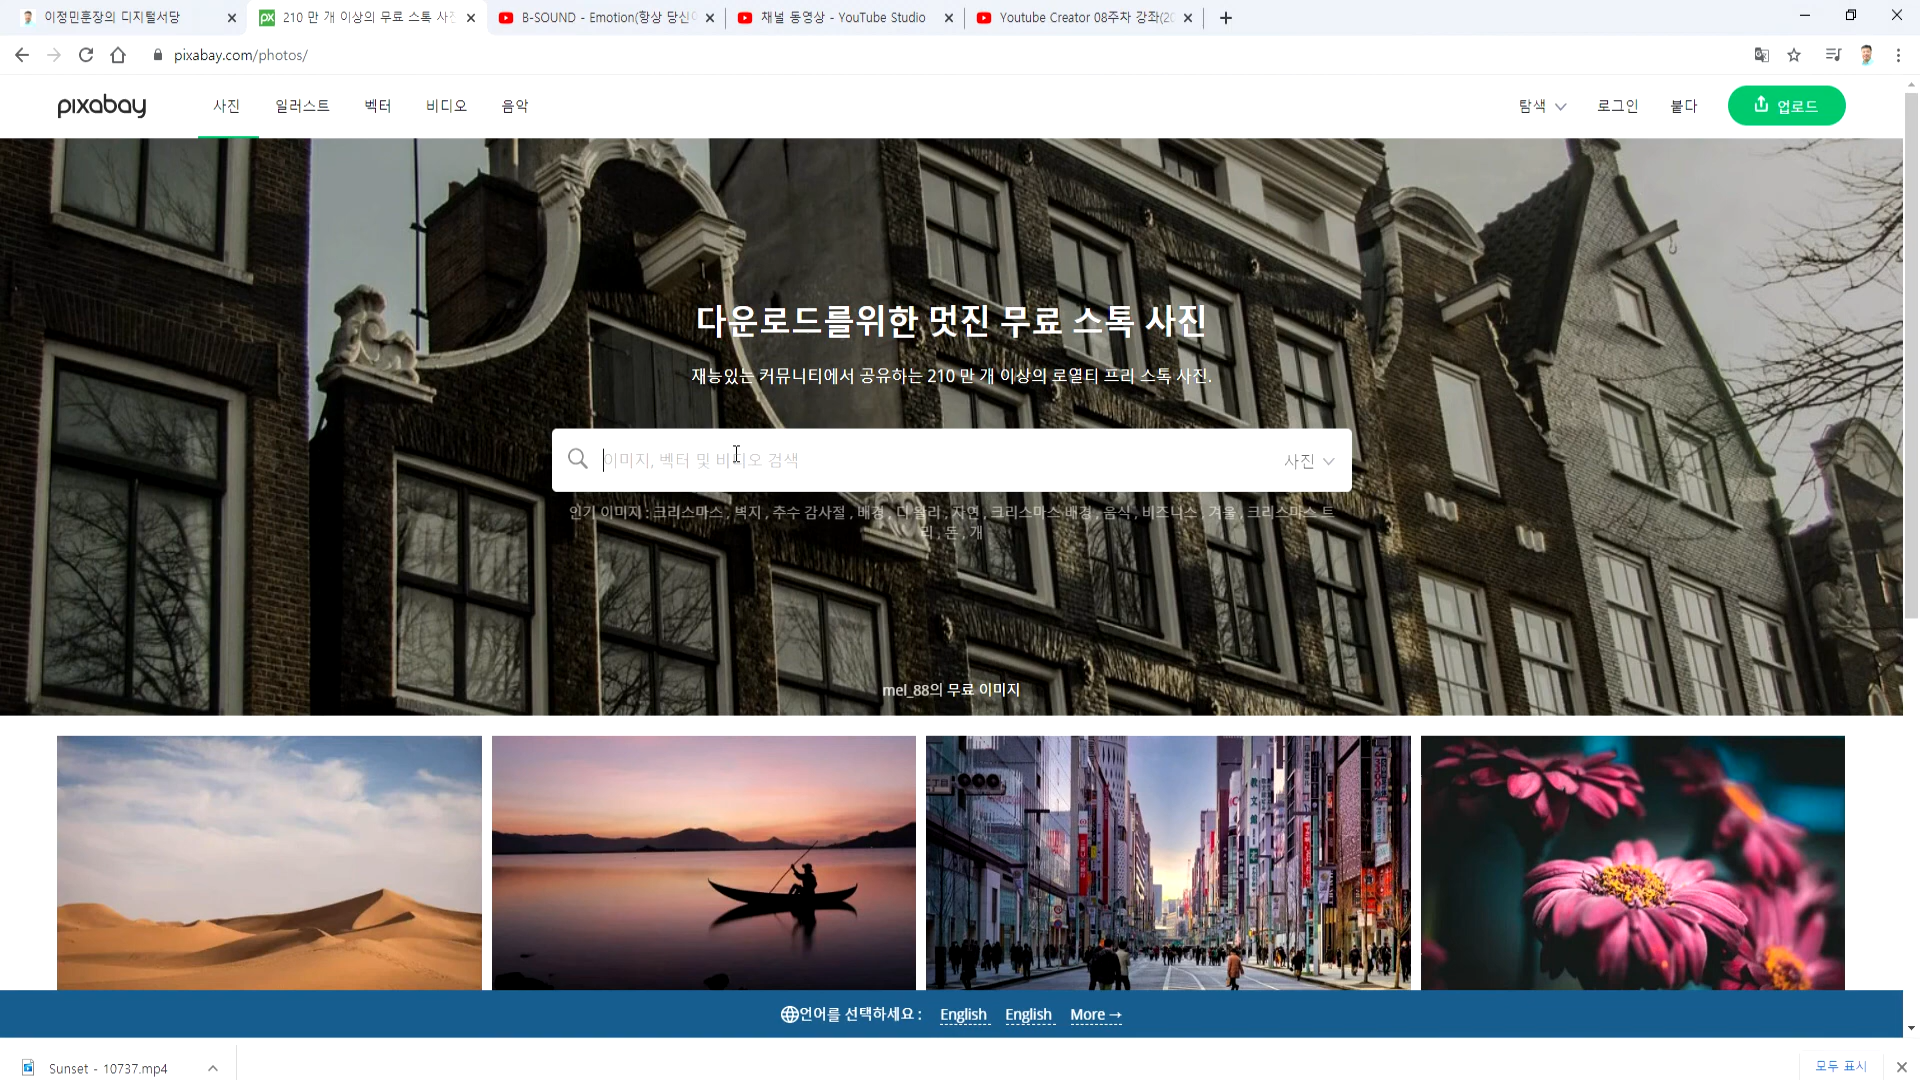 이정민훈장의 디지털서당
210 만 개 이상의 무료 스톡 사진
B-SOUND - Emotion(항상 당신이
채널 동영상 - YouTube Studio
Youtube Creator 08주차 강좌(20
pixabay.com/photos/
pixabay
사진
일러스트
벡터
비디오
음악
탐색
로그인
붙다
업로드
다운로드를위한 멋진 무료 스톡 사진
재능있는 커뮤니티에서 공유하는 210 만 개 이상의 로열티 프리 스톡 사진.
이미지, 벡터 및 비디오 검색
사진
인기 이미지 : 크리스마스 , 벽지 , 추수 감사절 , 배경 , 디 왈리 , 자연 , 크리스마스 배경 , 음식 , 비즈니스 , 겨울 , 크리스마스 트
리 , 돈 , 개
mel_88의 무료 이미지
언어를 선택하세요 : English English More →
Sunset - 10737.mp4
모두 표시